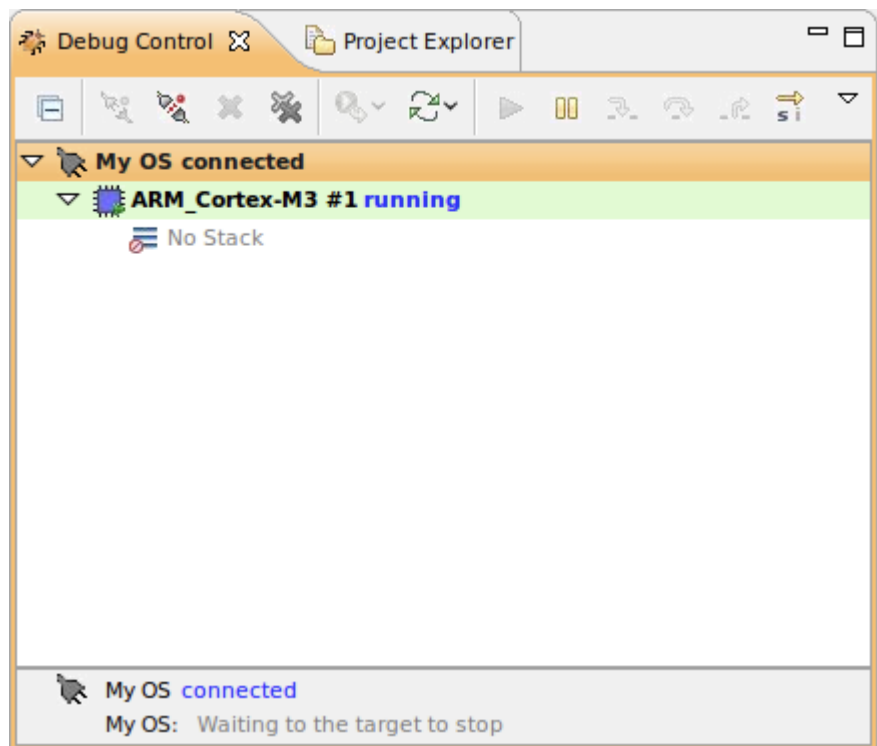 Debug Control Project Explorer
s i
My OS connected
ARM_Cortex-M3 #1 running
No Stack
My OS connected
My OS: Waiting to the target to stop